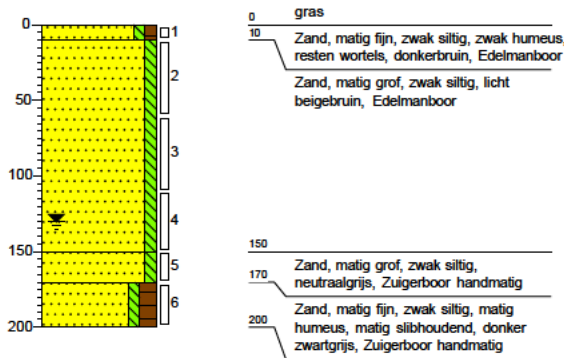 0
50
100
150
200
1
2
3
4
5
6
0
gras
10
Zand, matig fijn, zwak siltig, zwak humeus,
resten wortels, donkerbruin, Edelmanboor
Zand, matig grof, zwak siltig, licht
beigebruin, Edelmanboor
150
Zand, matig grof, zwak siltig,
neutraalgrijs, Zuigerboor handmatig
170
Zand, matig fijn, zwak siltig, matig
humeus, matig slibhoudend, donker
zwartgrijs, Zuigerboor handmatig
200